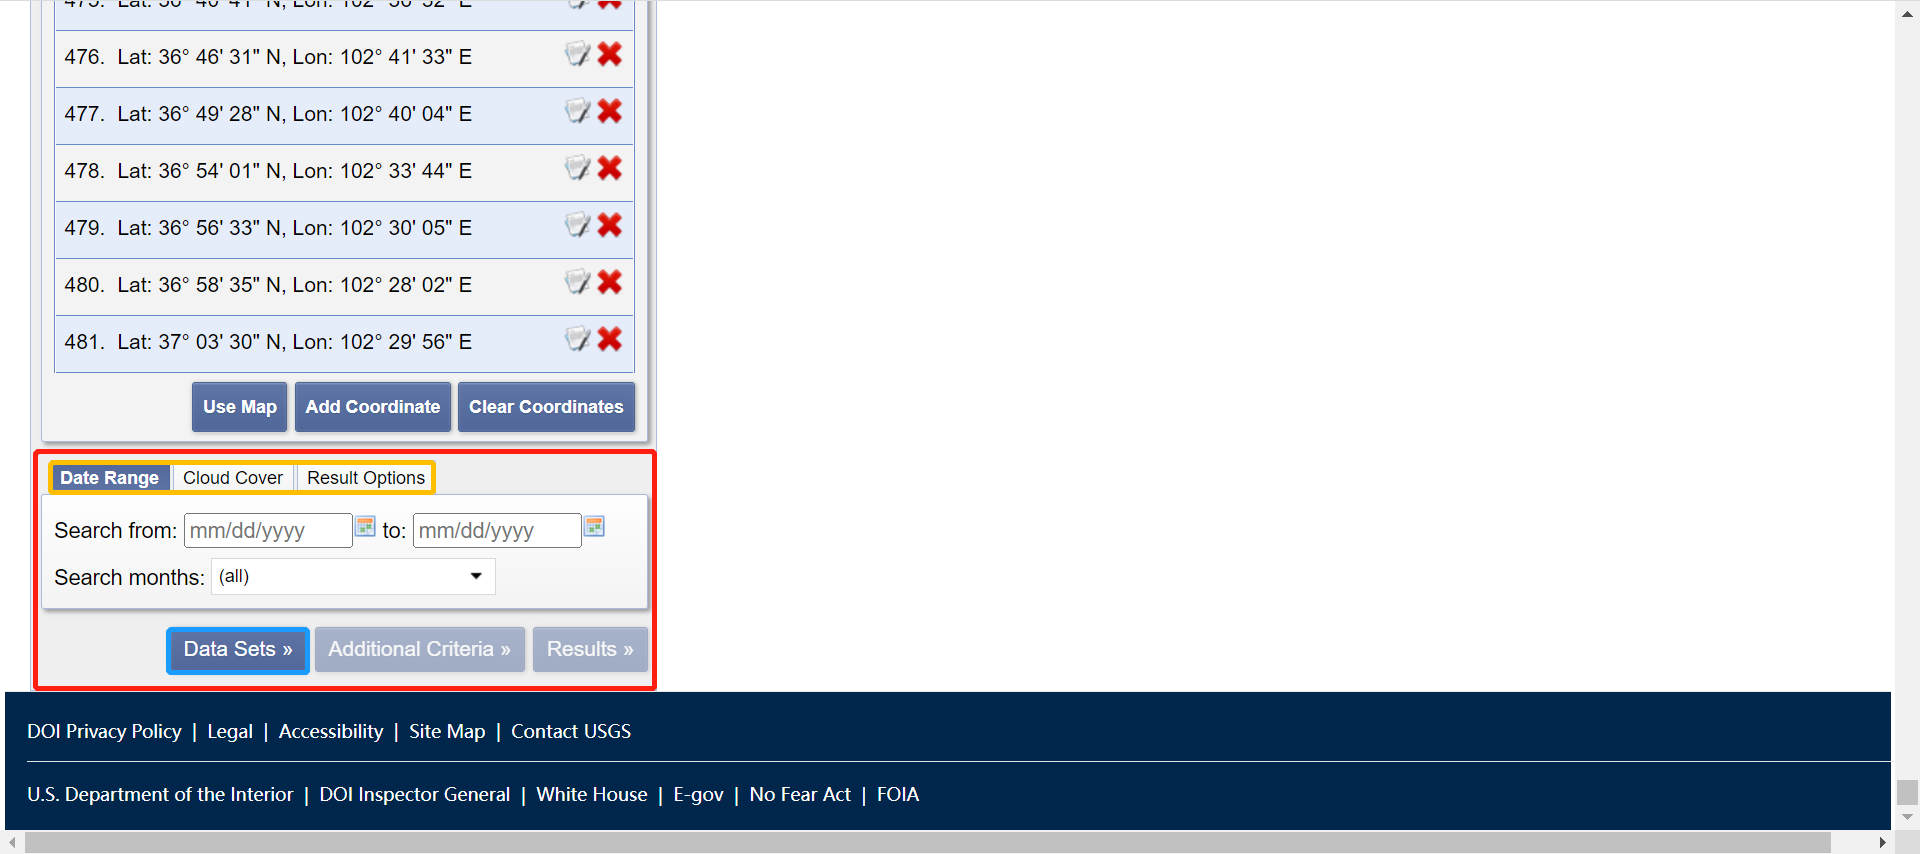 476. Lat: 36° 46' 31" N, Lon: 102° 41' 33" E
477. Lat: 36° 49' 28" N, Lon: 102° 40' 04" E
478. Lat: 36° 54' 01" N, Lon: 102° 33' 44" E
479. Lat: 36° 56' 33" N, Lon: 102° 30' 05" E
480. Lat: 36° 58' 35" N, Lon: 102° 28' 02" E
481. Lat: 37° 03' 30" N, Lon: 102° 29' 56" E
Use Map Add Coordinate Clear Coordinates
Date Range Cloud Cover Result Options
Search from: mm/dd/yyyy to: mm/dd/yyyy
Search months: (all)
Data Sets » Additional Criteria » Results »
DOI Privacy Policy | Legal | Accessibility | Site Map | Contact USGS
U.S. Department of the Interior | DOI Inspector General | White House | E-gov | No Fear Act | FOIA